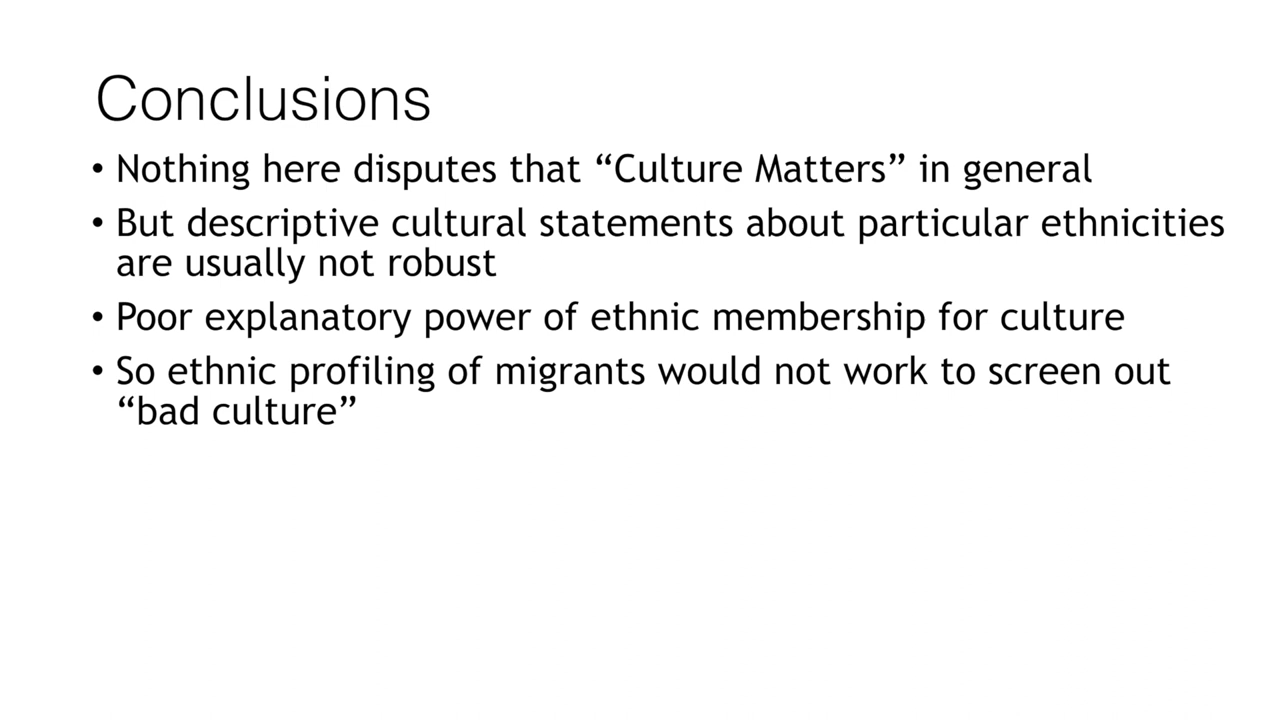 Conclusions
• Nothing here disputes that “Culture Matters” in general
• But descriptive cultural statements about particular ethnicities
are usually not robust
• Poor explanatory power of ethnic membership for culture
• So ethnic profiling of migrants would not work to screen out
“bad culture”